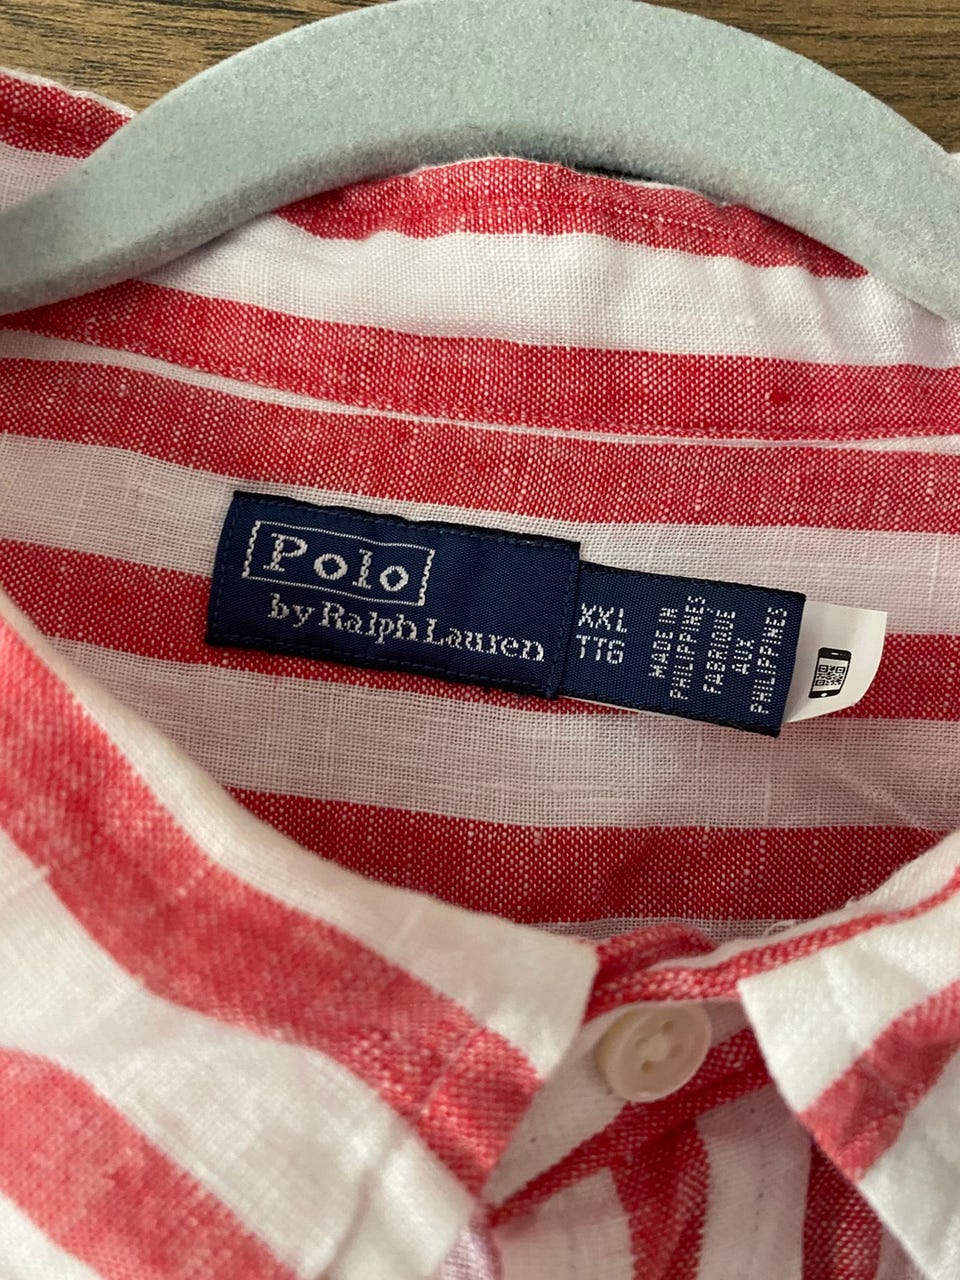 Polo
by Ralph Lauren
XXL
TTG
MADE IN
PHILIPPINES
FABRIQUE
AUX
PHILIPPINES